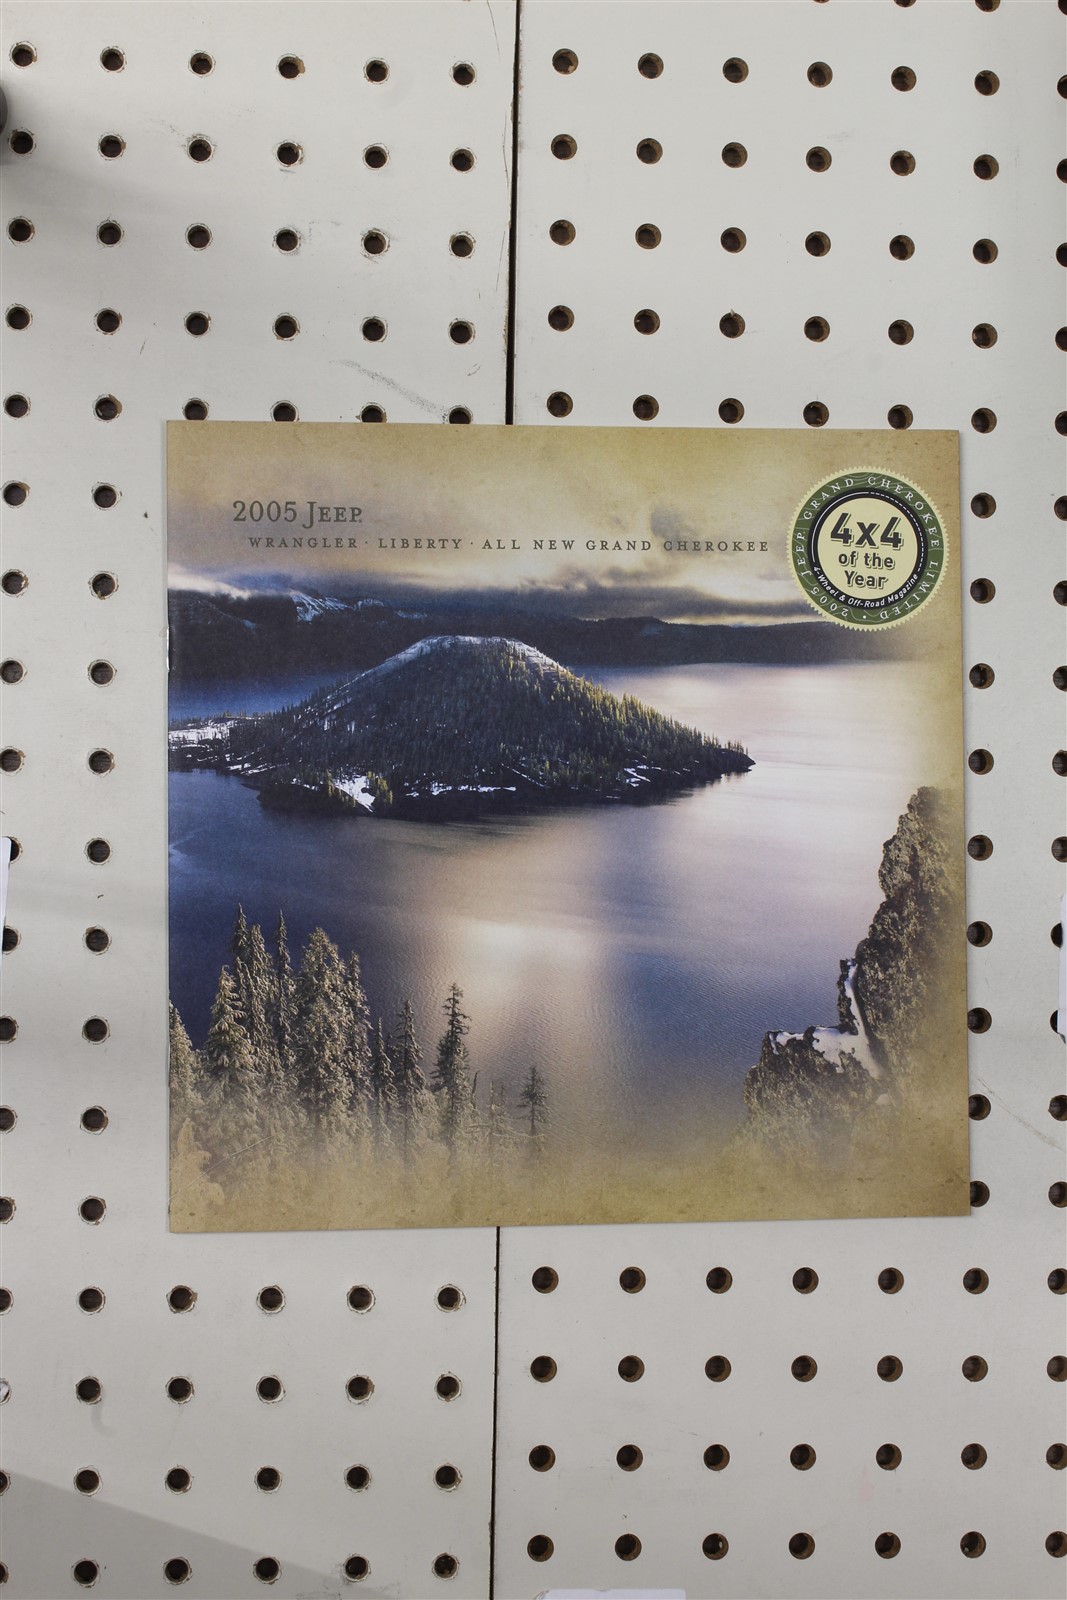 2005 JEEP®
WRANGLER · LIBERTY · ALL NEW GRAND CHEROKEE
2005 JEEP GRAND CHEROKEE LIMITED •
4x4
of the
Year
4-Wheel & Off-Road Magazine